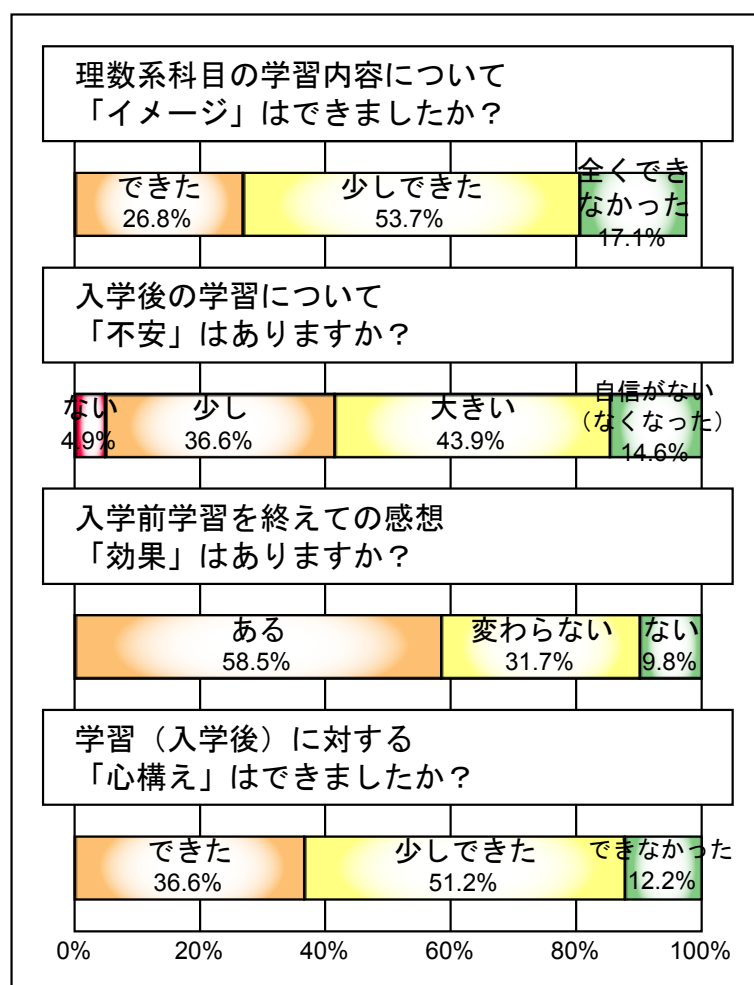 理数系科目の学習内容について
「イメージ」はできましたか？
できた
26.8%
少しできた
53.7%
全くでき
なかった
17.1%
入学後の学習について
「不安」はありますか？
ない
4.9%
少し
36.6%
大きい
43.9%
自信がない
（なくなった）
14.6%
入学前学習を終えての感想
「効果」はありますか？
ある
58.5%
変わらない
31.7%
ない
9.8%
学習（入学後）に対する
「心構え」はできましたか？
できた
36.6%
少しできた
51.2%
できなかった
12.2%
0% 20% 40% 60% 80% 100%